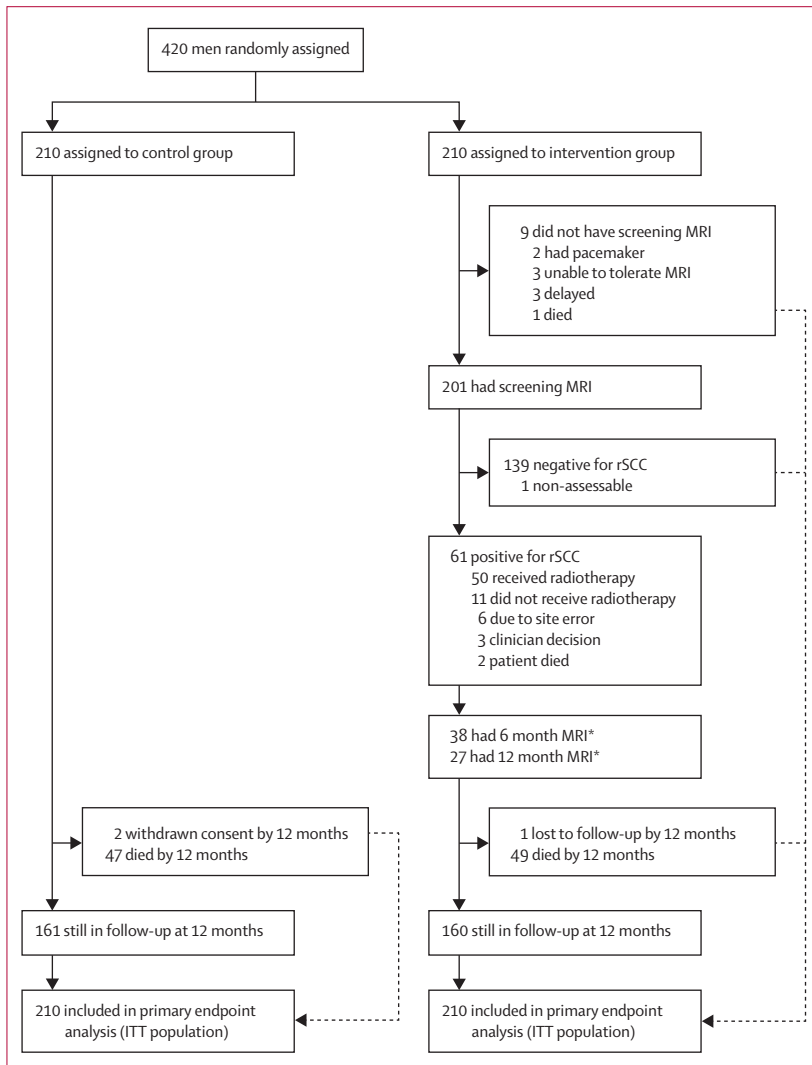 420 men randomly assigned
210 assigned to control group
210 assigned to intervention group
9 did not have screening MRI
2 had pacemaker
3 unable to tolerate MRI
3 delayed
1 died
201 had screening MRI
139 negative for rSCC
1 non-assessable
61 positive for rSCC
50 received radiotherapy
11 did not receive radiotherapy
6 due to site error
3 clinician decision
2 patient died
38 had 6 month MRI*
27 had 12 month MRI*
2 withdrawn consent by 12 months
47 died by 12 months
1 lost to follow-up by 12 months
49 died by 12 months
161 still in follow-up at 12 months
160 still in follow-up at 12 months
210 included in primary endpoint
analysis (ITT population)
210 included in primary endpoint
analysis (ITT population)